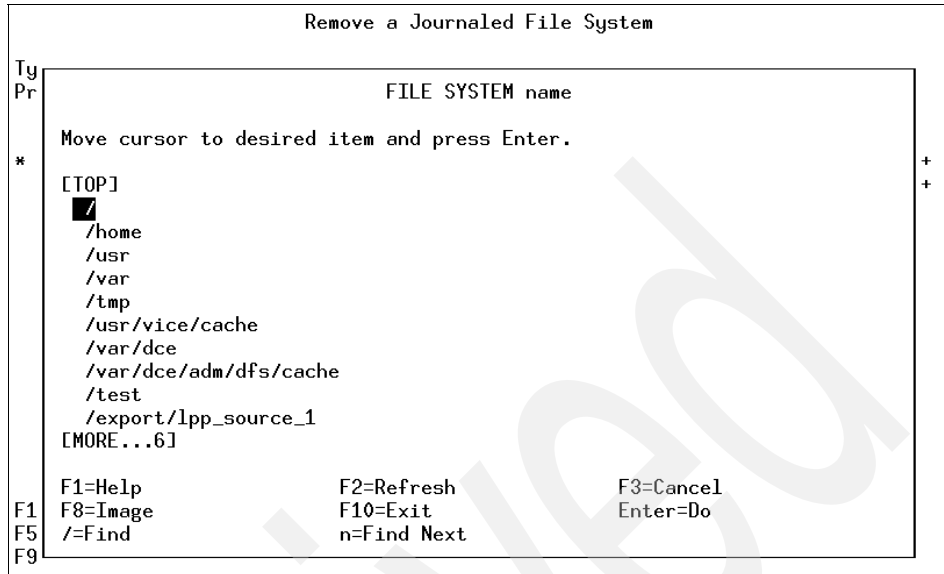 Remove a Journaled File System
Ty
Pr
FILE SYSTEM name
Move cursor to desired item and press Enter.
* +
[TOP] +
/
/home
/usr
/var
/tmp
/usr/vice/cache
/var/dce
/var/dce/adm/dfs/cache
/test
/export/lpp_source_1
[MORE...6]
F1=Help F2=Refresh F3=Cancel
F1 F8=Image F10=Exit Enter=Do
F5 /=Find n=Find Next
F9